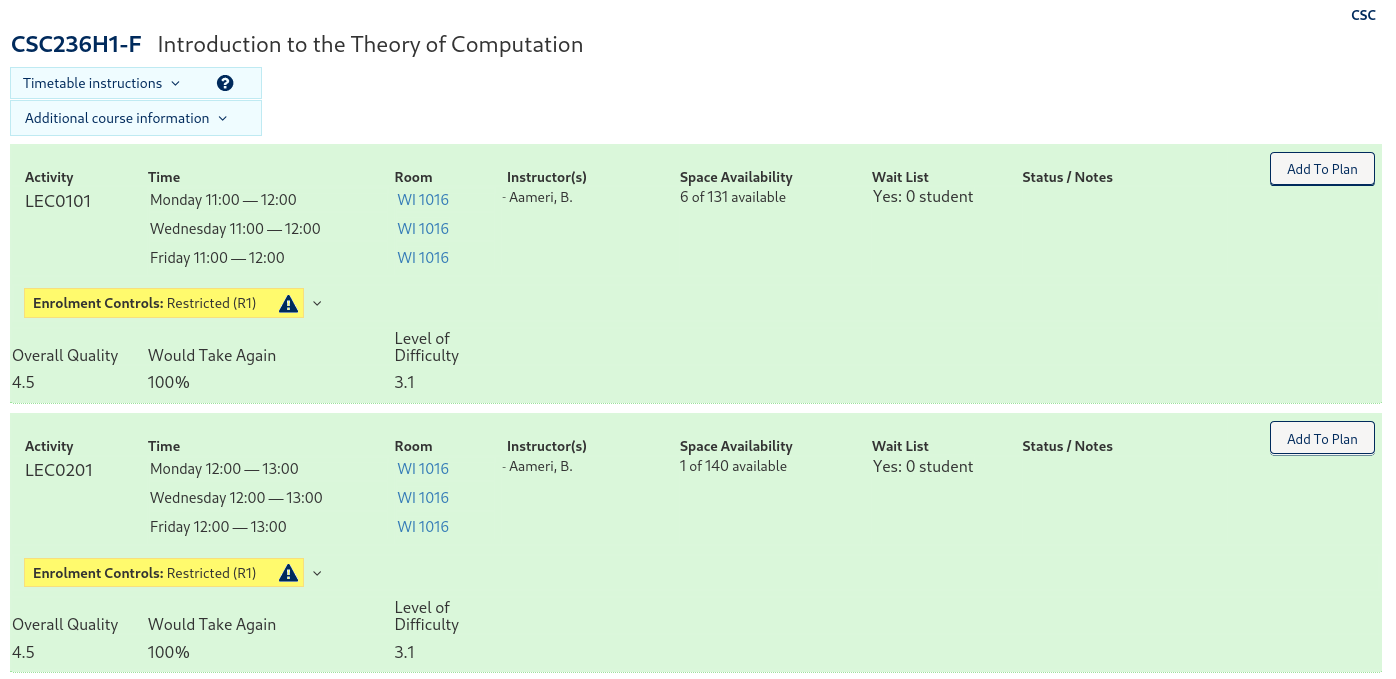 CSC
CSC236H1-F Introduction to the Theory of Computation
Timetable instructions
Additional course information
Activity Time Room Instructor(s) Space Availability Wait List Status / Notes Add To Plan
LEC0101 Monday 11:00 — 12:00 WI 1016 - Aameri, B. 6 of 131 available Yes: 0 student
Wednesday 11:00 — 12:00 WI 1016
Friday 11:00 — 12:00 WI 1016
Enrolment Controls: Restricted (R1)
Overall Quality Would Take Again Level of Difficulty
4.5 100% 3.1
Activity Time Room Instructor(s) Space Availability Wait List Status / Notes Add To Plan
LEC0201 Monday 12:00 — 13:00 WI 1016 - Aameri, B. 1 of 140 available Yes: 0 student
Wednesday 12:00 — 13:00 WI 1016
Friday 12:00 — 13:00 WI 1016
Enrolment Controls: Restricted (R1)
Overall Quality Would Take Again Level of Difficulty
4.5 100% 3.1